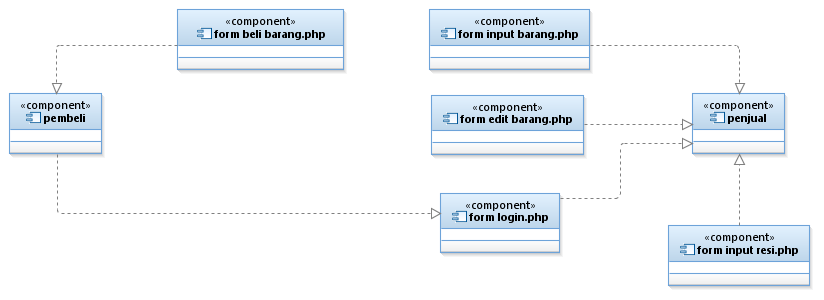 «component»
form beli barang.php
«component»
form input barang.php
«component»
pembeli
«component»
form edit barang.php
«component»
penjual
«component»
form login.php
«component»
form input resi.php